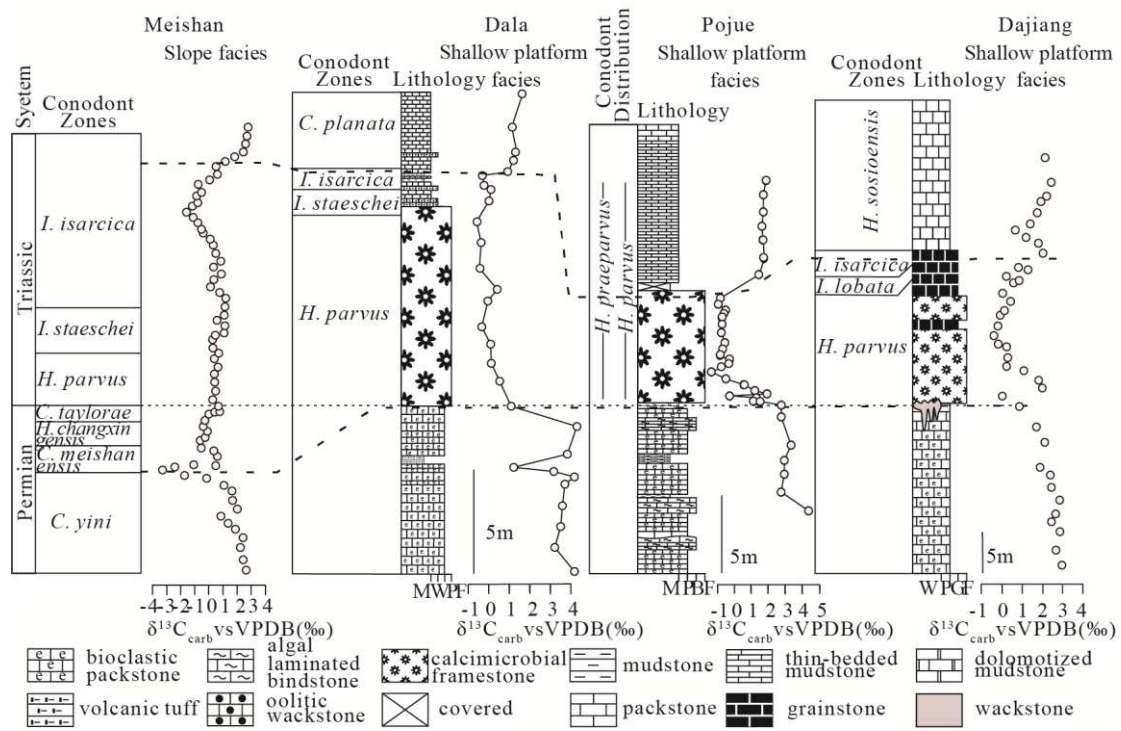 Meishan
Slope facies
Dala
Shallow platform
facies
Pojue
Shallow platform
facies
Dajiang
Shallow platform
facies
Syetem
Conodont
Zones
Conodont
Zones
Lithology
Conodont
Distribution
Lithology
Conodont
Zones
Lithology
Triassic
Permian
I. isarcica
I. staeschei
H. parvus
C. taylorae
H. changxin
gensis
C. meishan
ensis
C. yini
C. planata
I. isarcica
I. staeschei
H. parvus
H. praeparvus
H. parvus
H. sosioensis
I. isarcica
I. lobata
H. parvus
5m
5m
5m
MWPF
MPBF
WPGF
-4 -3 -2 -1 0 1 2 3 4
-1 0 1 2 3 4
-1 0 1 2 3 4 5
-1 0 1 2 3 4
δ13Ccarb vsVPDB(‰)
δ13Ccarb vsVPDB(‰)
δ13Ccarb vsVPDB(‰)
δ13Ccarb vsVPDB(‰)
bioclastic
packstone
algal
laminated
bindstone
calcimicrobial
framestone
mudstone
thin-bedded
mudstone
dolomotized
mudstone
volcanic tuff
oolitic
wackstone
covered
packstone
grainstone
wackstone